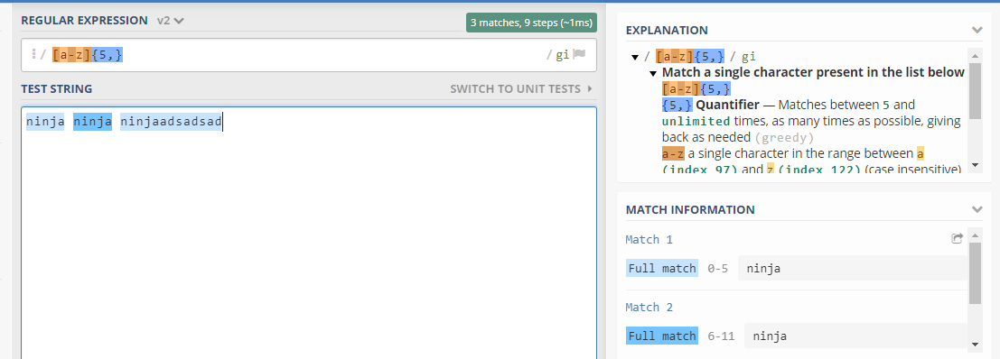 REGULAR EXPRESSION v2
3 matches, 9 steps (~1ms)
/ [a-z]{5,} / gi
TEST STRING
SWITCH TO UNIT TESTS
ninja ninja ninjaadsadsad
EXPLANATION
/ [a-z]{5,} / gi
Match a single character present in the list below
[a-z]{5,}
{5,} Quantifier — Matches between 5 and
unlimited times, as many times as possible, giving
back as needed (greedy)
a-z a single character in the range between a
(index 97) and z (index 122) (case insensitive)
MATCH INFORMATION
Match 1
Full match 0-5 ninja
Match 2
Full match 6-11 ninja